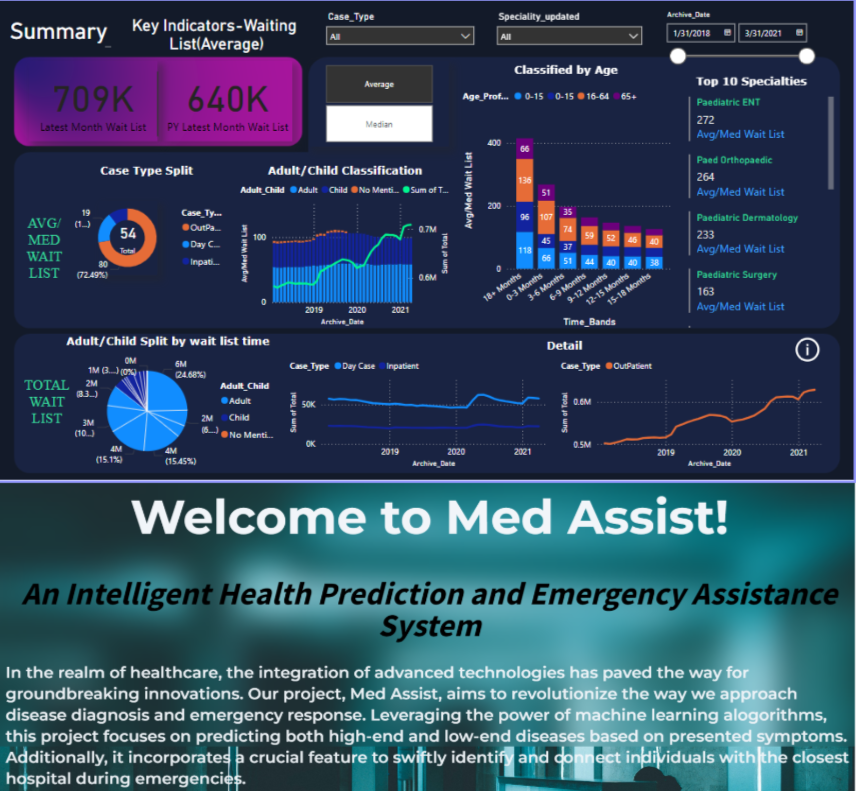 Summary_
Key Indicators-Waiting
List(Average)
Case_Type
All
Speciality_updated
All
Archive_Date
1/31/2018
3/31/2021
709K
Latest Month Wait List
640K
PY Latest Month Wait List
Average
Median
Classified by Age
Age_Prof... 0-15 0-15 16-64 65+
Avg/Med Wait List
400
200
0
66
136
96
118
51
107
45
66
35
74
37
51
59
44
52
40
46
40
40
38
18+ Months
0-3 Months
3-6 Months
6-9 Months
9-12 Months
12-15 Months
15-18 Months
Time_Bands
Top 10 Specialties
Paediatric ENT
272
Avg/Med Wait List
Paed Orthopaedic
264
Avg/Med Wait List
Paediatric Dermatology
233
Avg/Med Wait List
Paediatric Surgery
163
Avg/Med Wait List
AVG/
MED
WAIT
LIST
Case Type Split
19
(1...)
54
Total
80
(72.49%)
Case_Ty...
OutPa...
Day C...
Inpati...
Adult/Child Classification
Adult_Child Adult Child No Menti... Sum of T...
Avg/Med Wait List
100
0
0.7M
0.6M
Sum of Total
2019 2020 2021
Archive_Date
TOTAL
WAIT
LIST
Adult/Child Split by wait list time
0M
(0%)
1M (3...)
2M
(8.3...)
3M
(10...)
4M
(15.1%)
4M
(15.45%)
2M
(6....)
6M
(24.68%)
Adult_Child
Adult
Child
No Menti...
Detail
Case_Type Day Case Inpatient
Sum of Total
50K
0K
2019 2020 2021
Archive_Date
Case_Type OutPatient
Sum of Total
0.6M
0.5M
2019 2020 2021
Archive_Date
i
Welcome to Med Assist!
An Intelligent Health Prediction and Emergency Assistance
System
In the realm of healthcare, the integration of advanced technologies has paved the way for
groundbreaking innovations. Our project, Med Assist, aims to revolutionize the way we approach
disease diagnosis and emergency response. Leveraging the power of machine learning alogorithms,
this project focuses on predicting both high-end and low-end diseases based on presented symptoms.
Additionally, it incorporates a crucial feature to swiftly identify and connect individuals with the closest
hospital during emergencies.